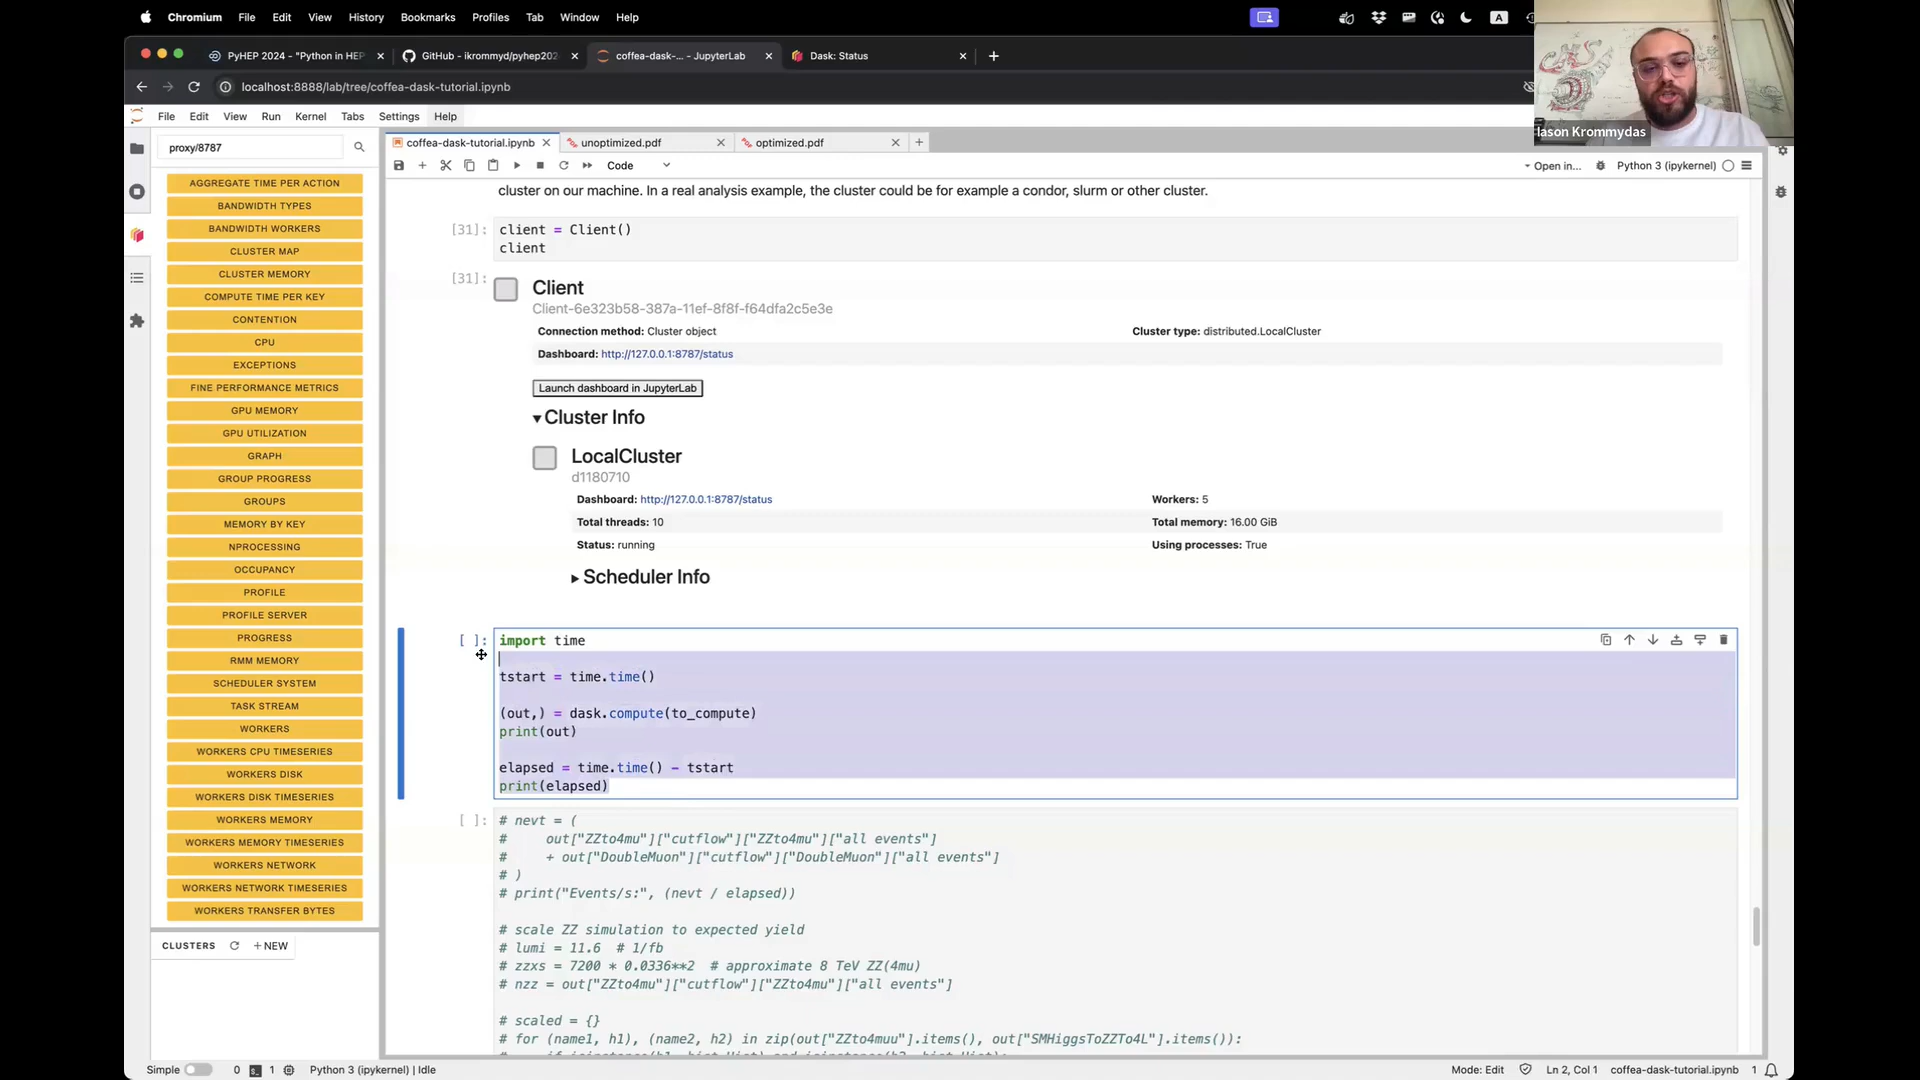 Chromium File Edit View History Bookmarks Profiles Tab Window Help
A
PyHEP 2024 - "Python in HEP
GitHub - ikrommyd/pyhep202
coffea-dask-... - JupyterLab
Dask: Status
localhost:8888/lab/tree/coffea-dask-tutorial.ipynb
Iason Krommydas
File Edit View Run Kernel Tabs Settings Help
proxy/8787
AGGREGATE TIME PER ACTION
BANDWIDTH TYPES
BANDWIDTH WORKERS
CLUSTER MAP
CLUSTER MEMORY
COMPUTE TIME PER KEY
CONTENTION
CPU
EXCEPTIONS
FINE PERFORMANCE METRICS
GPU MEMORY
GPU UTILIZATION
GRAPH
GROUP PROGRESS
GROUPS
MEMORY BY KEY
NPROCESSING
OCCUPANCY
PROFILE
PROFILE SERVER
PROGRESS
RMM MEMORY
SCHEDULER SYSTEM
TASK STREAM
WORKERS
WORKERS CPU TIMESERIES
WORKERS DISK
WORKERS DISK TIMESERIES
WORKERS MEMORY
WORKERS MEMORY TIMESERIES
WORKERS NETWORK
WORKERS NETWORK TIMESERIES
WORKERS TRANSFER BYTES
CLUSTERS + NEW
coffea-dask-tutorial.ipynb
unoptimized.pdf
optimized.pdf
Code
Open in...
Python 3 (ipykernel)
cluster on our machine. In a real analysis example, the cluster could be for example a condor, slurm or other cluster.
[31]: client = Client()
client
[31]: Client
Client-6e323b58-387a-11ef-8f8f-f64dfa2c5e3e
Connection method: Cluster object Cluster type: distributed.LocalCluster
Dashboard: http://127.0.0.1:8787/status
Launch dashboard in JupyterLab
▾Cluster Info
LocalCluster
d1180710
Dashboard: http://127.0.0.1:8787/status Workers: 5
Total threads: 10 Total memory: 16.00 GiB
Status: running Using processes: True
▸Scheduler Info
[ ]: import time
tstart = time.time()
(out,) = dask.compute(to_compute)
print(out)
elapsed = time.time() - tstart
print(elapsed)
[ ]: # nevt = (
#     out["ZZto4mu"]["cutflow"]["ZZto4mu"]["all events"]
#     + out["DoubleMuon"]["cutflow"]["DoubleMuon"]["all events"]
# )
# print("Events/s:", (nevt / elapsed))
# scale ZZ simulation to expected yield
# lumi = 11.6  # 1/fb
# zzxs = 7200 * 0.0336**2  # approximate 8 TeV ZZ(4mu)
# nzz = out["ZZto4mu"]["cutflow"]["ZZto4mu"]["all events"]
# scaled = {}
# for (name1, h1), (name2, h2) in zip(out["ZZto4muu"].items(), out["SMHiggsToZZTo4L"].items()):
Simple 0 1 Python 3 (ipykernel) | Idle
Mode: Edit Ln 2, Col 1 coffea-dask-tutorial.ipynb 1